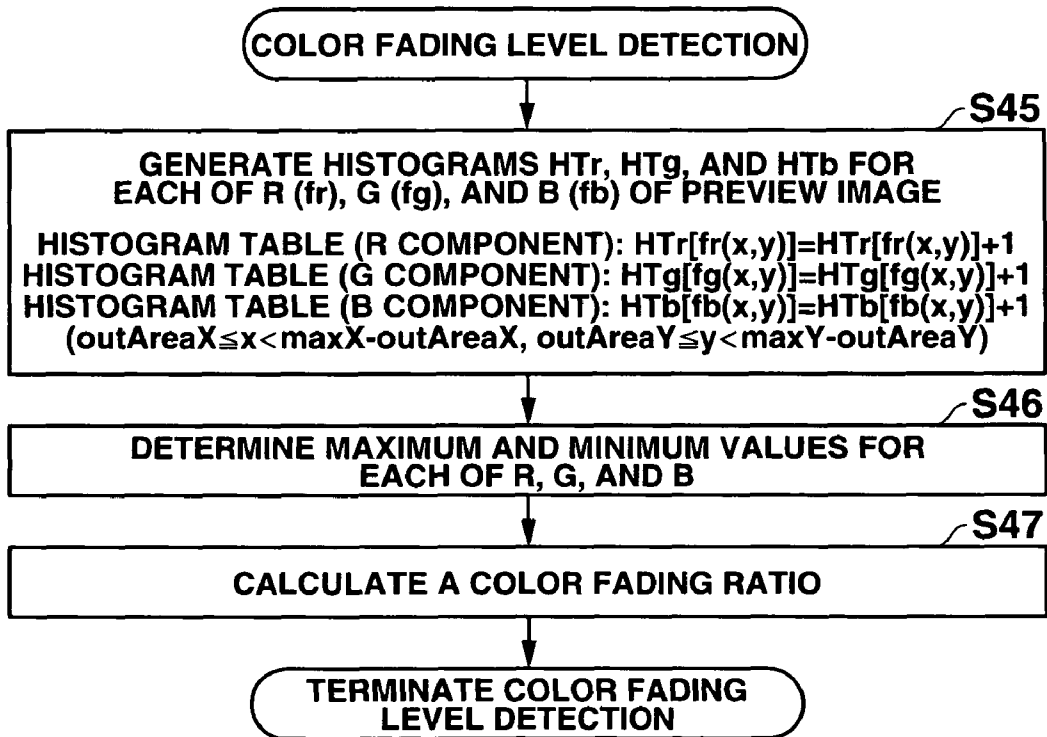 COLOR FADING LEVEL DETECTION
S45
GENERATE HISTOGRAMS HTr, HTg, AND HTb FOR
EACH OF R (fr), G (fg), AND B (fb) OF PREVIEW IMAGE
HISTOGRAM TABLE (R COMPONENT): HTr[fr(x,y)]=HTr[fr(x,y)]+1
HISTOGRAM TABLE (G COMPONENT): HTg[fg(x,y)]=HTg[fg(x,y)]+1
HISTOGRAM TABLE (B COMPONENT): HTb[fb(x,y)]=HTb[fb(x,y)]+1
(outAreaX≦x<maxX-outAreaX, outAreaY≦y<maxY-outAreaY)
S46
DETERMINE MAXIMUM AND MINIMUM VALUES FOR
EACH OF R, G, AND B
S47
CALCULATE A COLOR FADING RATIO
TERMINATE COLOR FADING
LEVEL DETECTION